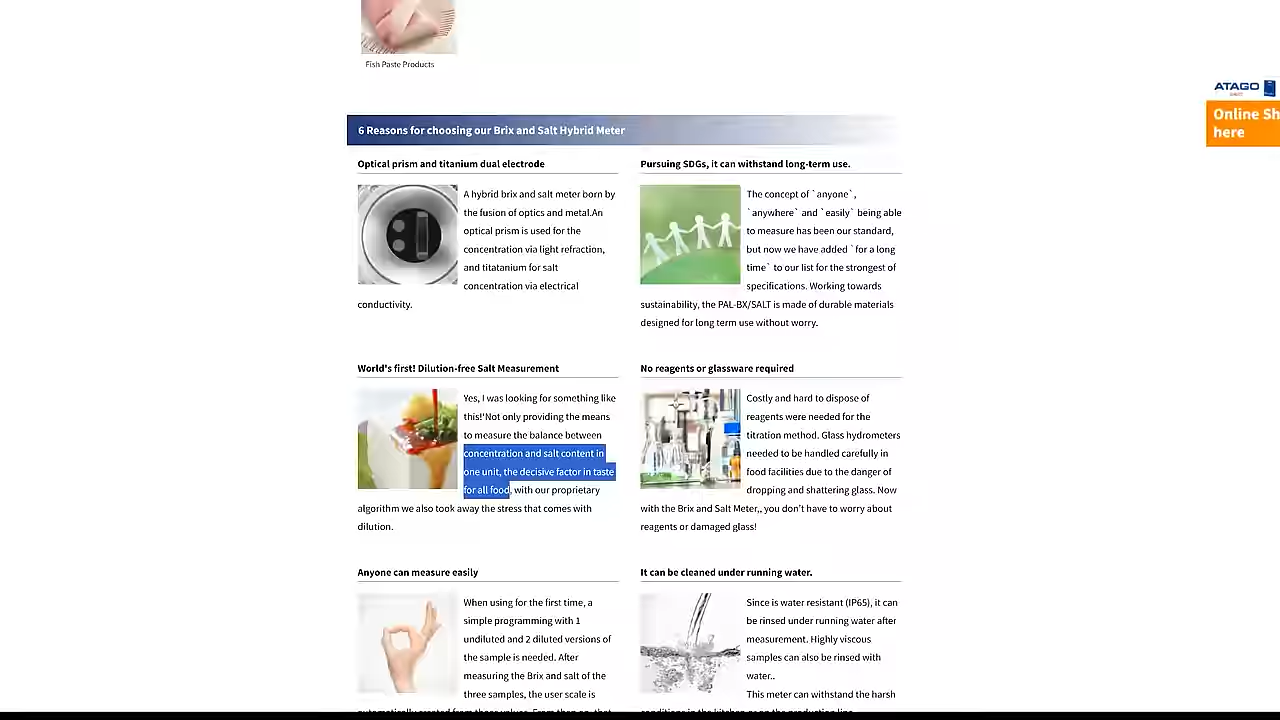 Fish Paste Products
ATAGO
Online Sh
here
6 Reasons for choosing our Brix and Salt Hybrid Meter
Optical prism and titanium dual electrode
A hybrid brix and salt meter born by
the fusion of optics and metal.An
optical prism is used for the
concentration via light refraction,
and titatanium for salt
concentration via electrical
conductivity.
Pursuing SDGs, it can withstand long-term use.
The concept of `anyone`,
`anywhere` and `easily` being able
to measure has been our standard,
but now we have added `for a long
time` to our list for the strongest of
specifications. Working towards
sustainability, the PAL-BX/SALT is made of durable materials
designed for long term use without worry.
World's first! Dilution-free Salt Measurement
Yes, I was looking for something like
this!'Not only providing the means
to measure the balance between
concentration and salt content in
one unit, the decisive factor in taste
for all food, with our proprietary
algorithm we also took away the stress that comes with
dilution.
No reagents or glassware required
Costly and hard to dispose of
reagents were needed for the
titration method. Glass hydrometers
needed to be handled carefully in
food facilities due to the danger of
dropping and shattering glass. Now
with the Brix and Salt Meter,, you don't have to worry about
reagents or damaged glass!
Anyone can measure easily
When using for the first time, a
simple programming with 1
undiluted and 2 diluted versions of
the sample is needed. After
measuring the Brix and salt of the
three samples, the user scale is
It can be cleaned under running water.
Since is water resistant (IP65), it can
be rinsed under running water after
measurement. Highly viscous
samples can also be rinsed with
water..
This meter can withstand the harsh